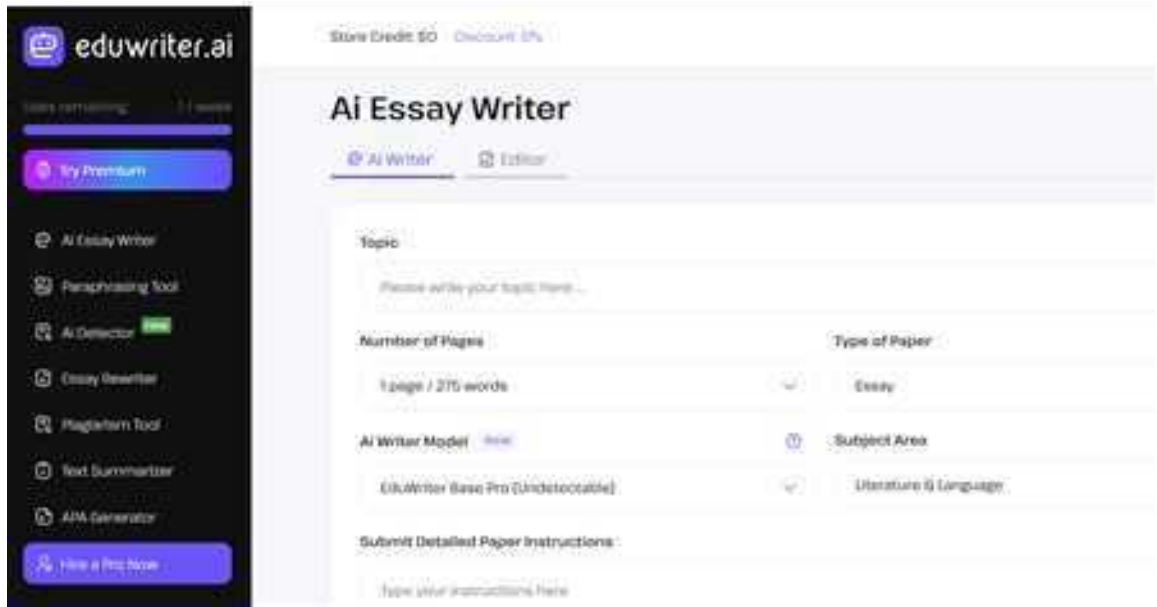 eduwriter.ai
Try Premium
Ai Essay Writer
Paraphrasing Tool
Ai Detector
Essay Rewriter
Plagiarism Tool
Text Summarizer
APA Generator
Hire a Pro Now
Store Credit: $0 Discount: 0%
Ai Essay Writer
Ai Writer Editor
Topic
Please write your topic here...
Number of Pages Type of Paper
1 page / 275 words Essay
Ai Writer Model Subject Area
EduWriter Base Pro (Undetectable) Literature & Language
Submit Detailed Paper Instructions
Type your instructions here